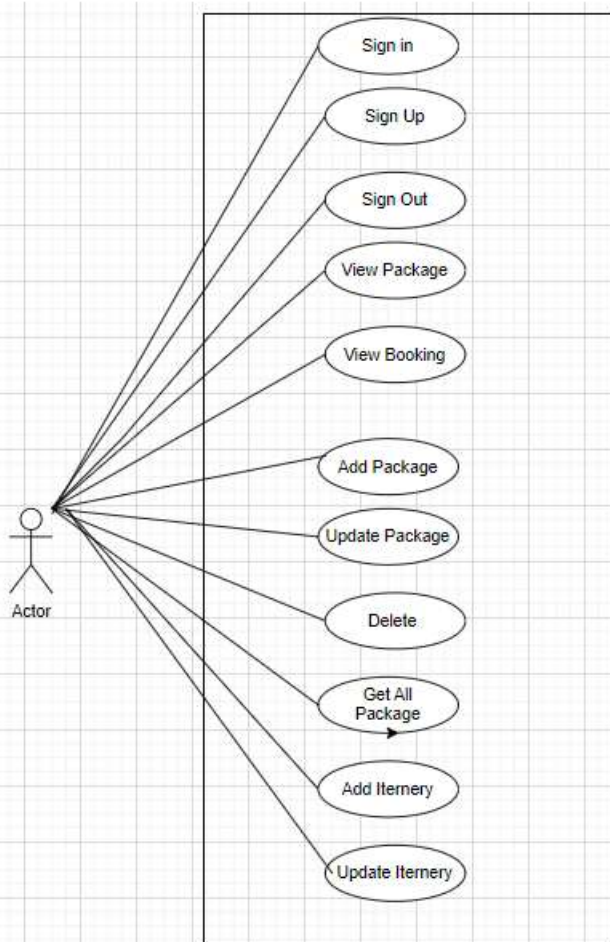 Sign in
Sign Up
Sign Out
View Package
View Booking
Add Package
Update Package
Actor
Delete
Get All
Package
Add Iternery
Update Iternery